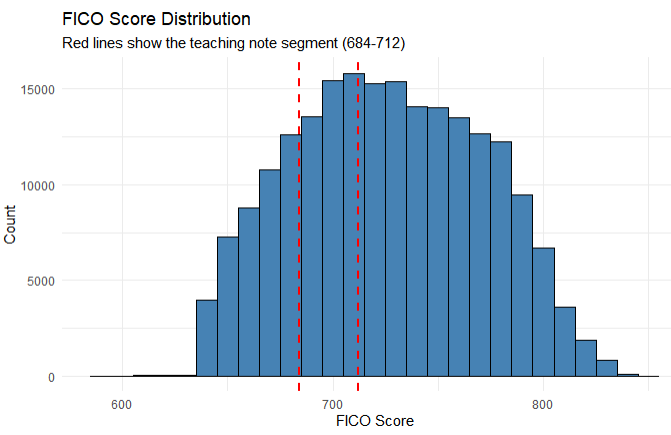 FICO Score Distribution
Red lines show the teaching note segment (684-712)
15000
10000
5000
0
Count
600
700
800
FICO Score